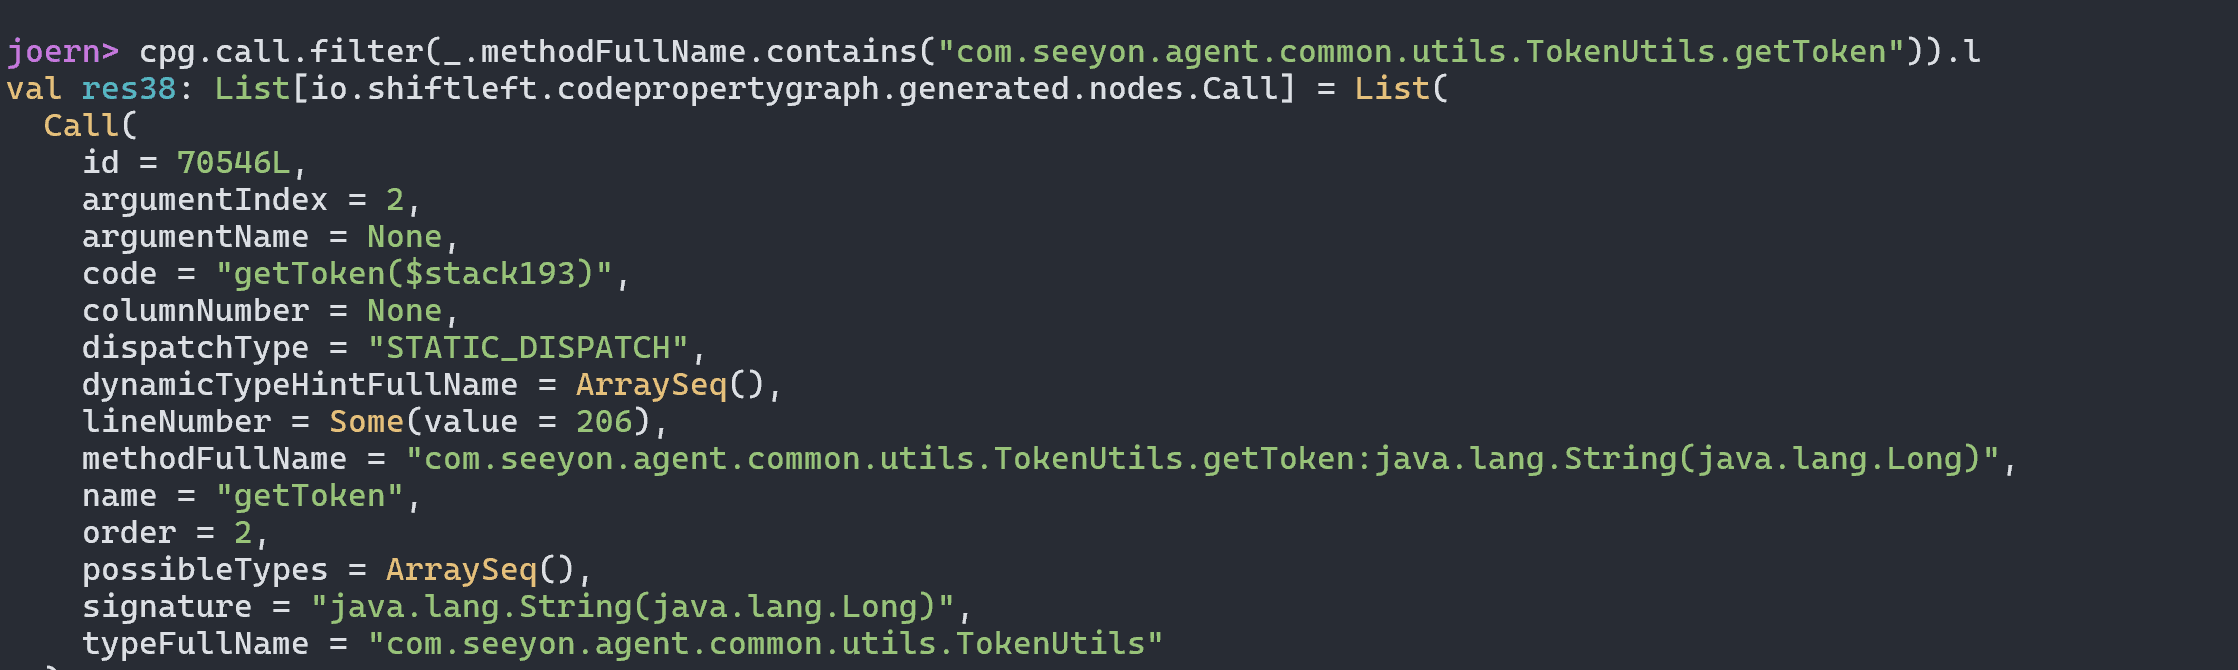 joern> cpg.call.filter(_.methodFullName.contains("com.seeyon.agent.common.utils.TokenUtils.getToken")).l
val res38: List[io.shiftleft.codepropertygraph.generated.nodes.Call] = List(
  Call(
    id = 70546L,
    argumentIndex = 2,
    argumentName = None,
    code = "getToken($stack193)",
    columnNumber = None,
    dispatchType = "STATIC_DISPATCH",
    dynamicTypeHintFullName = ArraySeq(),
    lineNumber = Some(value = 206),
    methodFullName = "com.seeyon.agent.common.utils.TokenUtils.getToken:java.lang.String(java.lang.Long)",
    name = "getToken",
    order = 2,
    possibleTypes = ArraySeq(),
    signature = "java.lang.String(java.lang.Long)",
    typeFullName = "com.seeyon.agent.common.utils.TokenUtils"